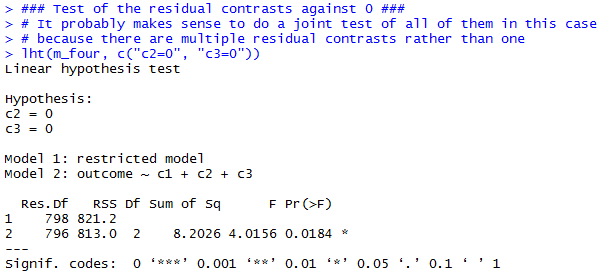 > ### Test of the residual contrasts against 0 ###
> # It probably makes sense to do a joint test of all of them in this case
> # because there are multiple residual contrasts rather than one
> lht(m_four, c("c2=0", "c3=0"))
Linear hypothesis test

Hypothesis:
c2 = 0
c3 = 0

Model 1: restricted model
Model 2: outcome ~ c1 + c2 + c3

  Res.Df   RSS Df Sum of Sq      F Pr(>F)
1    798 821.2
2    796 813.0  2    8.2026 4.0156 0.0184 *
---
Signif. codes:  0 ‘***’ 0.001 ‘**’ 0.01 ‘*’ 0.05 ‘.’ 0.1 ‘ ’ 1